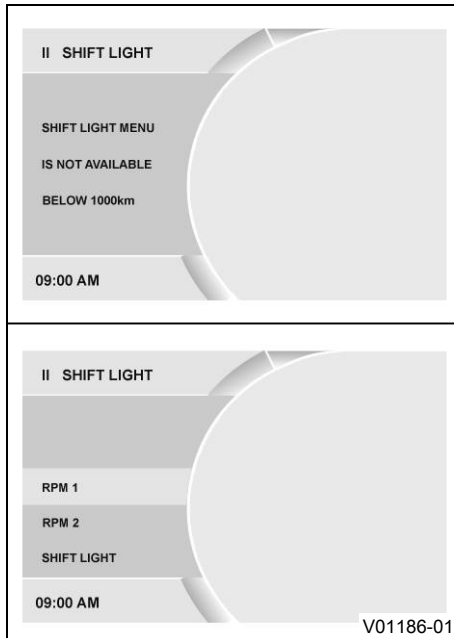 II SHIFT LIGHT
SHIFT LIGHT MENU
IS NOT AVAILABLE
BELOW 1000km
09:00 AM
II SHIFT LIGHT
RPM 1
RPM 2
SHIFT LIGHT
09:00 AM
V01186-01